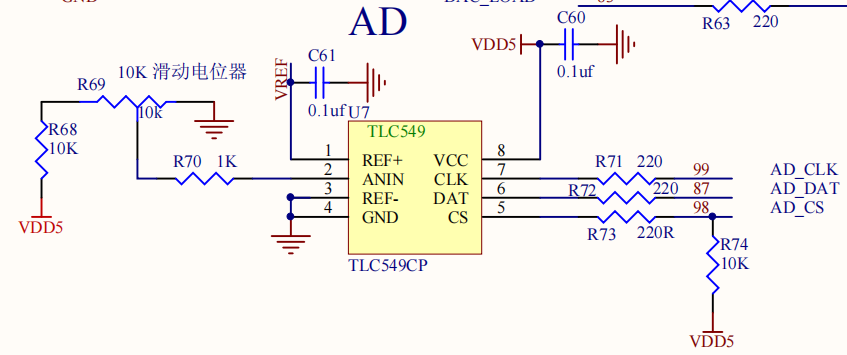 AD
C60
R63
220
VDD5
0.1uf
C61
VREF
0.1uf
U7
10K 滑动电位器
R69
10k
R68
10K
VDD5
R70
1K
TLC549
1
REF+
VCC
8
2
ANIN
CLK
7
3
REF-
DAT
6
4
GND
CS
5
TLC549CP
R71
220
99
AD_CLK
R72
220
87
AD_DAT
98
AD_CS
R73
220R
R74
10K
VDD5